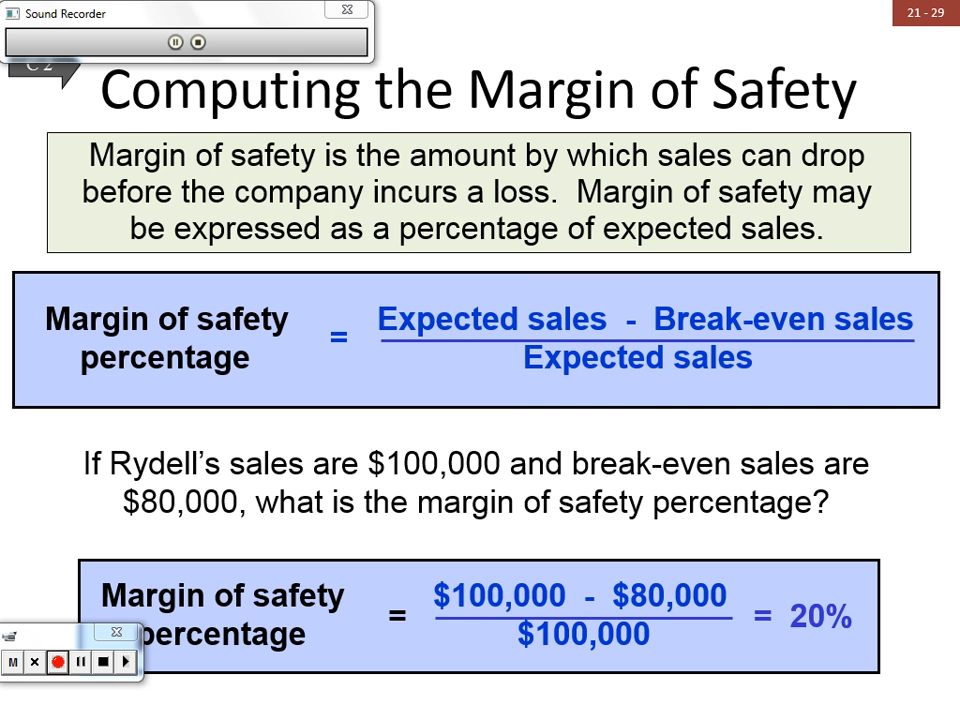 Sound Recorder
21 - 29
C 2
Computing the Margin of Safety
Margin of safety is the amount by which sales can drop
before the company incurs a loss.  Margin of safety may
be expressed as a percentage of expected sales.
Margin of safety
percentage
=
Expected sales  -  Break-even sales
Expected sales
If Rydell’s sales are $100,000 and break-even sales are
$80,000, what is the margin of safety percentage?
Margin of safety
percentage
=
$100,000  -  $80,000
$100,000
=  20%
M